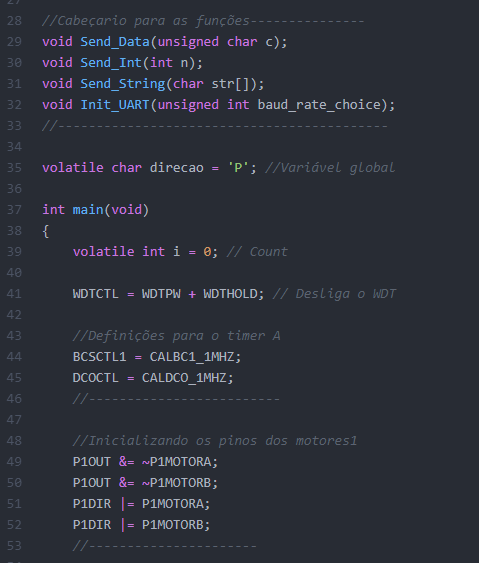 28 //Cabeçario para as funções---------------
29 void Send_Data(unsigned char c);
30 void Send_Int(int n);
31 void Send_String(char str[]);
32 void Init_UART(unsigned int baud_rate_choice);
33 //-------------------------------------------
34
35 volatile char direcao = 'P'; //Variável global
36
37 int main(void)
38 {
39 volatile int i = 0; // Count
40
41 WDTCTL = WDTPW + WDTHOLD; // Desliga o WDT
42
43 //Definições para o timer A
44 BCSCTL1 = CALBC1_1MHZ;
45 DCOCTL = CALDCO_1MHZ;
46 //-------------------------
47
48 //Inicializando os pinos dos motores1
49 P1OUT &= ~P1MOTORA;
50 P1OUT &= ~P1MOTORB;
51 P1DIR |= P1MOTORA;
52 P1DIR |= P1MOTORB;
53 //----------------------